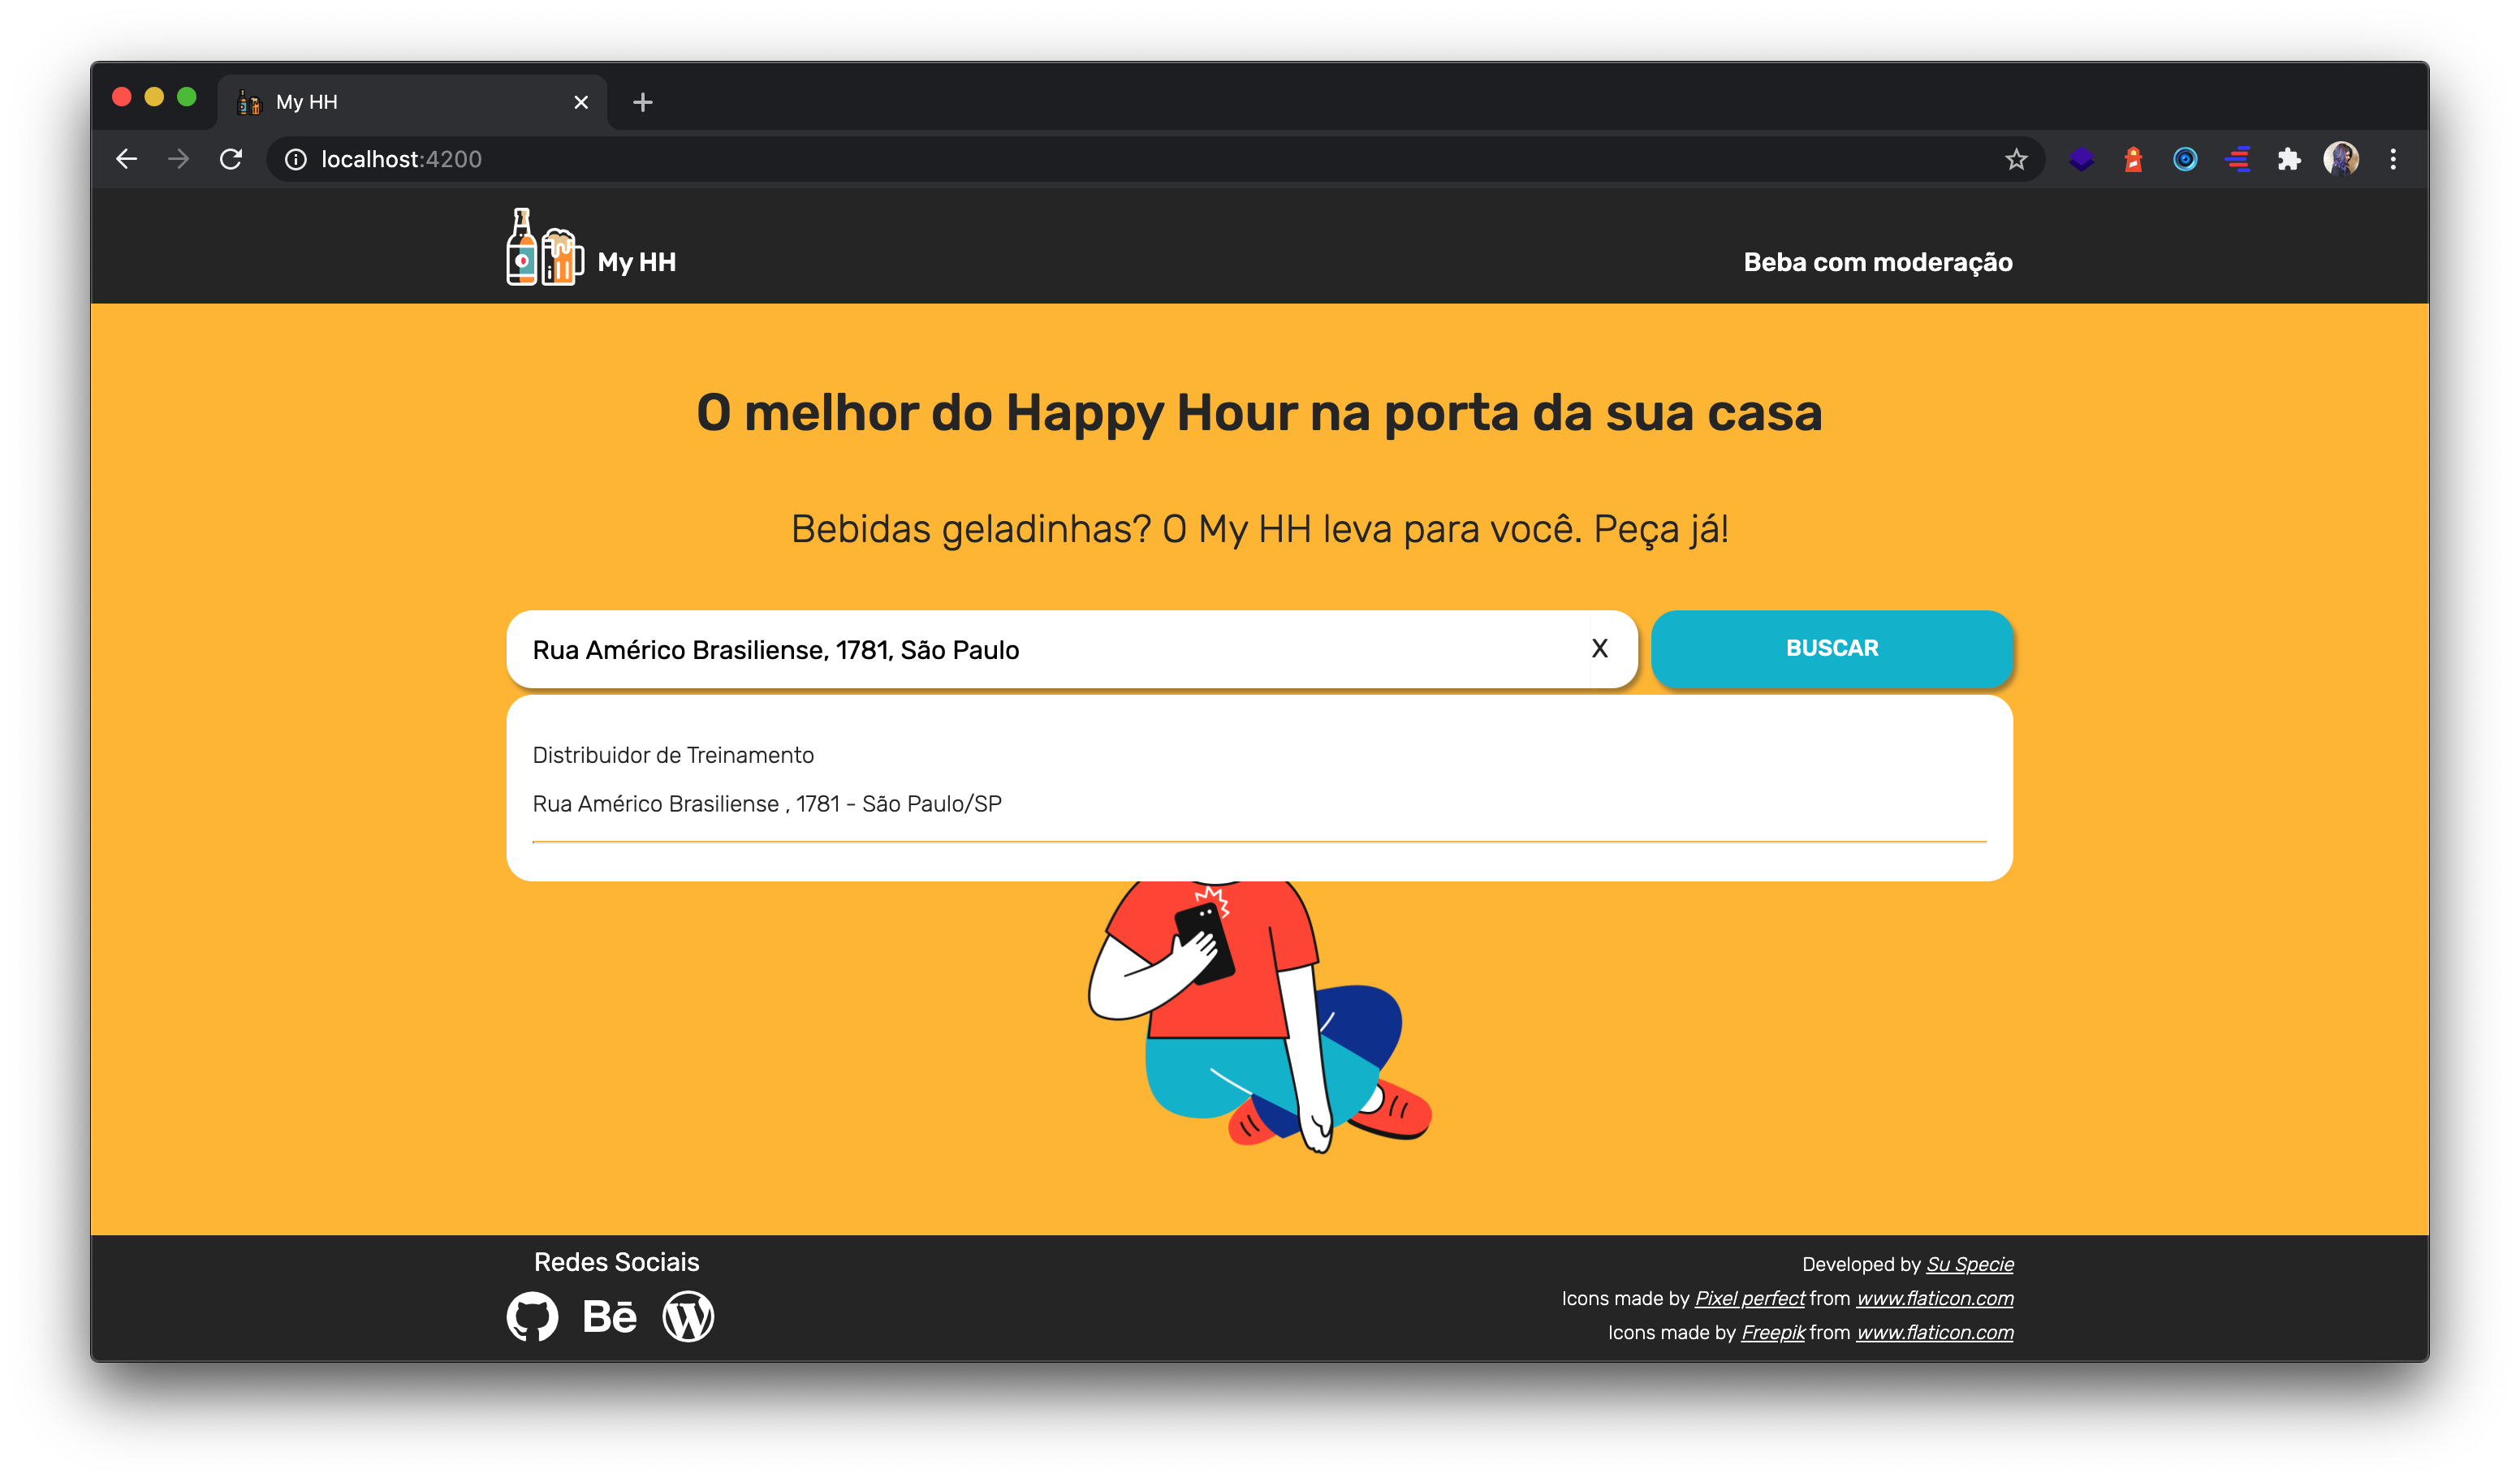 My HH
localhost:4200
My HH
Beba com moderação
O melhor do Happy Hour na porta da sua casa
Bebidas geladinhas? O My HH leva para você. Peça já!
Rua Américo Brasiliense, 1781, São Paulo
X
BUSCAR
Distribuidor de Treinamento
Rua Américo Brasiliense , 1781 - São Paulo/SP
Redes Sociais
Bē
Developed by Su Specie
Icons made by Pixel perfect from www.flaticon.com
Icons made by Freepik from www.flaticon.com